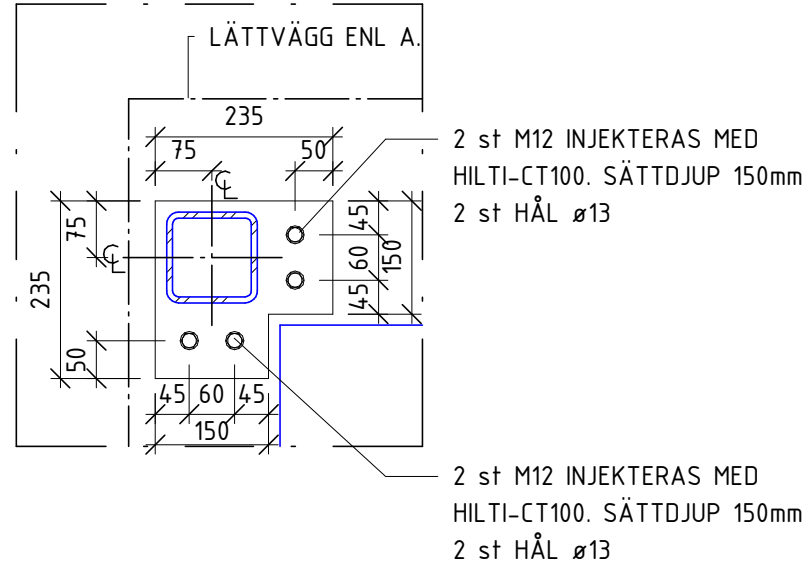 LÄTTVÄGG ENL A.
235
75
50
2 st M12 INJEKTERAS MED
HILTI-CT100. SÄTTDJUP 150mm
2 st HÅL ø13
℄
75
℄
235
50
45
60
45
150
45 60 45
150
2 st M12 INJEKTERAS MED
HILTI-CT100. SÄTTDJUP 150mm
2 st HÅL ø13